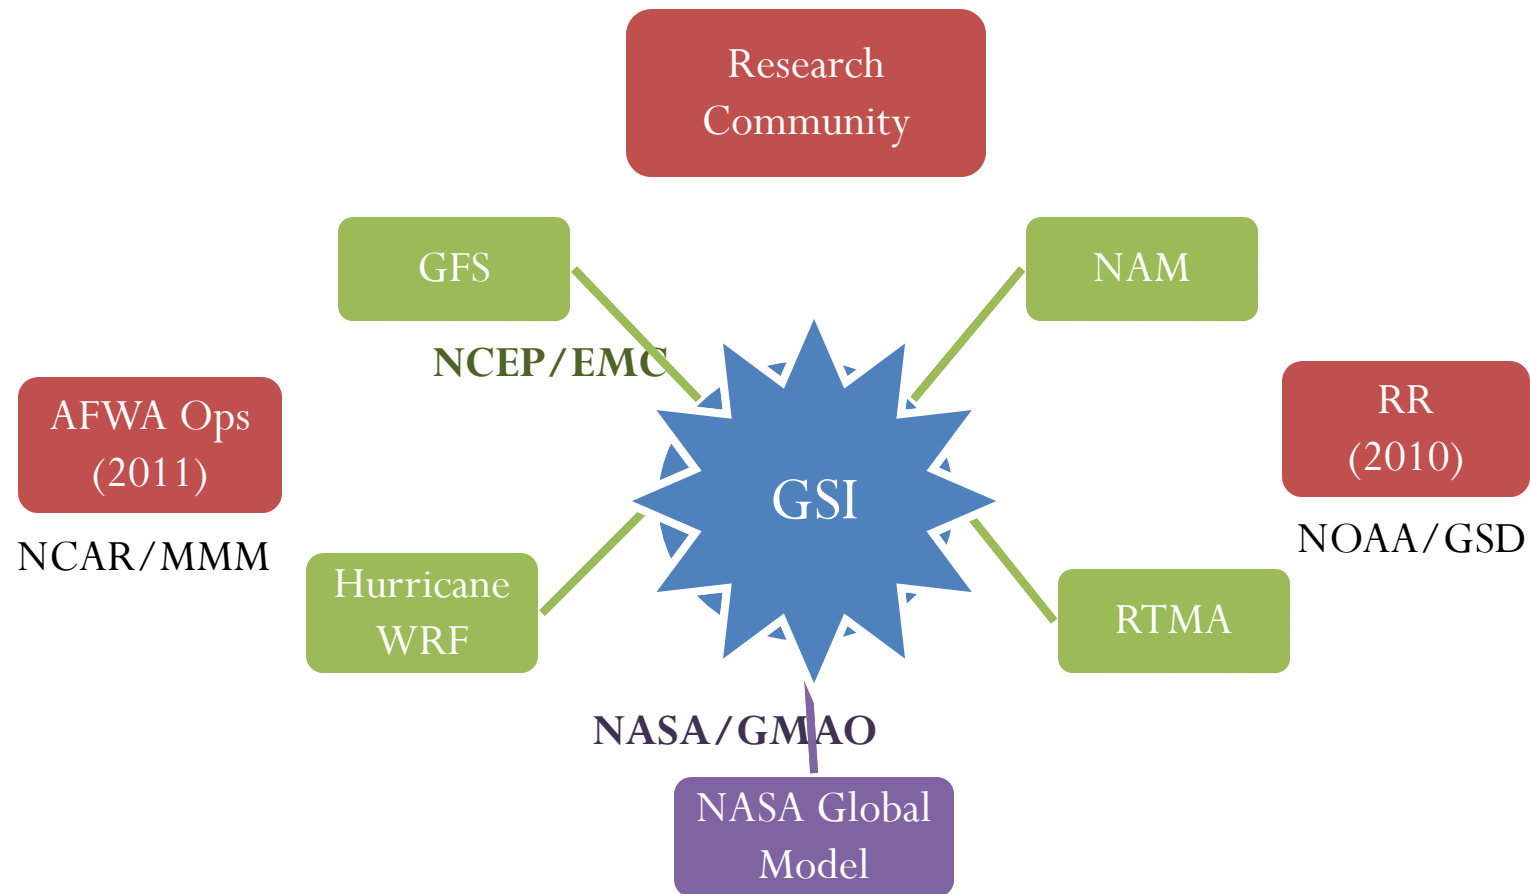 Research
Community
GFS
NAM
NCEP/EMC
AFWA Ops
(2011)
RR
(2010)
GSI
NCAR/MMM
NOAA/GSD
Hurricane
WRF
RTMA
NASA/GMAO
NASA Global
Model